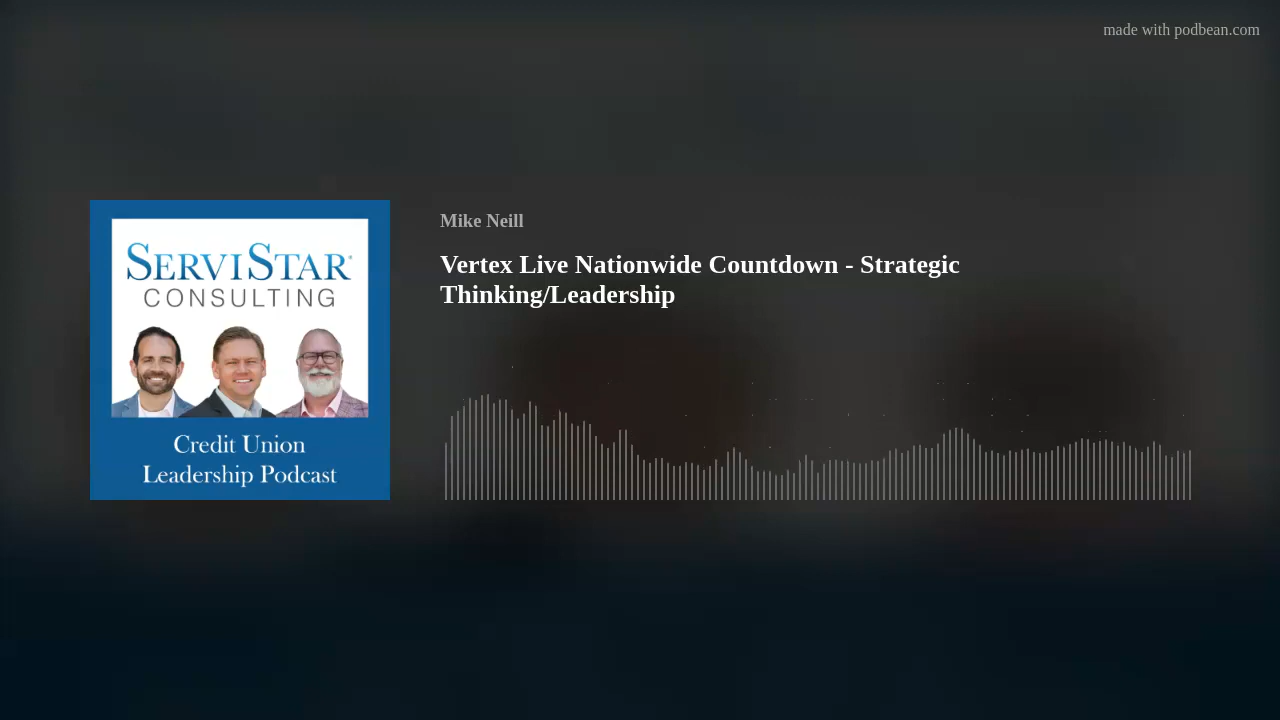 made with podbean.com
Mike Neill
Vertex Live Nationwide Countdown - Strategic
Thinking/Leadership
SERVISTAR®
CONSULTING
Credit Union
Leadership Podcast